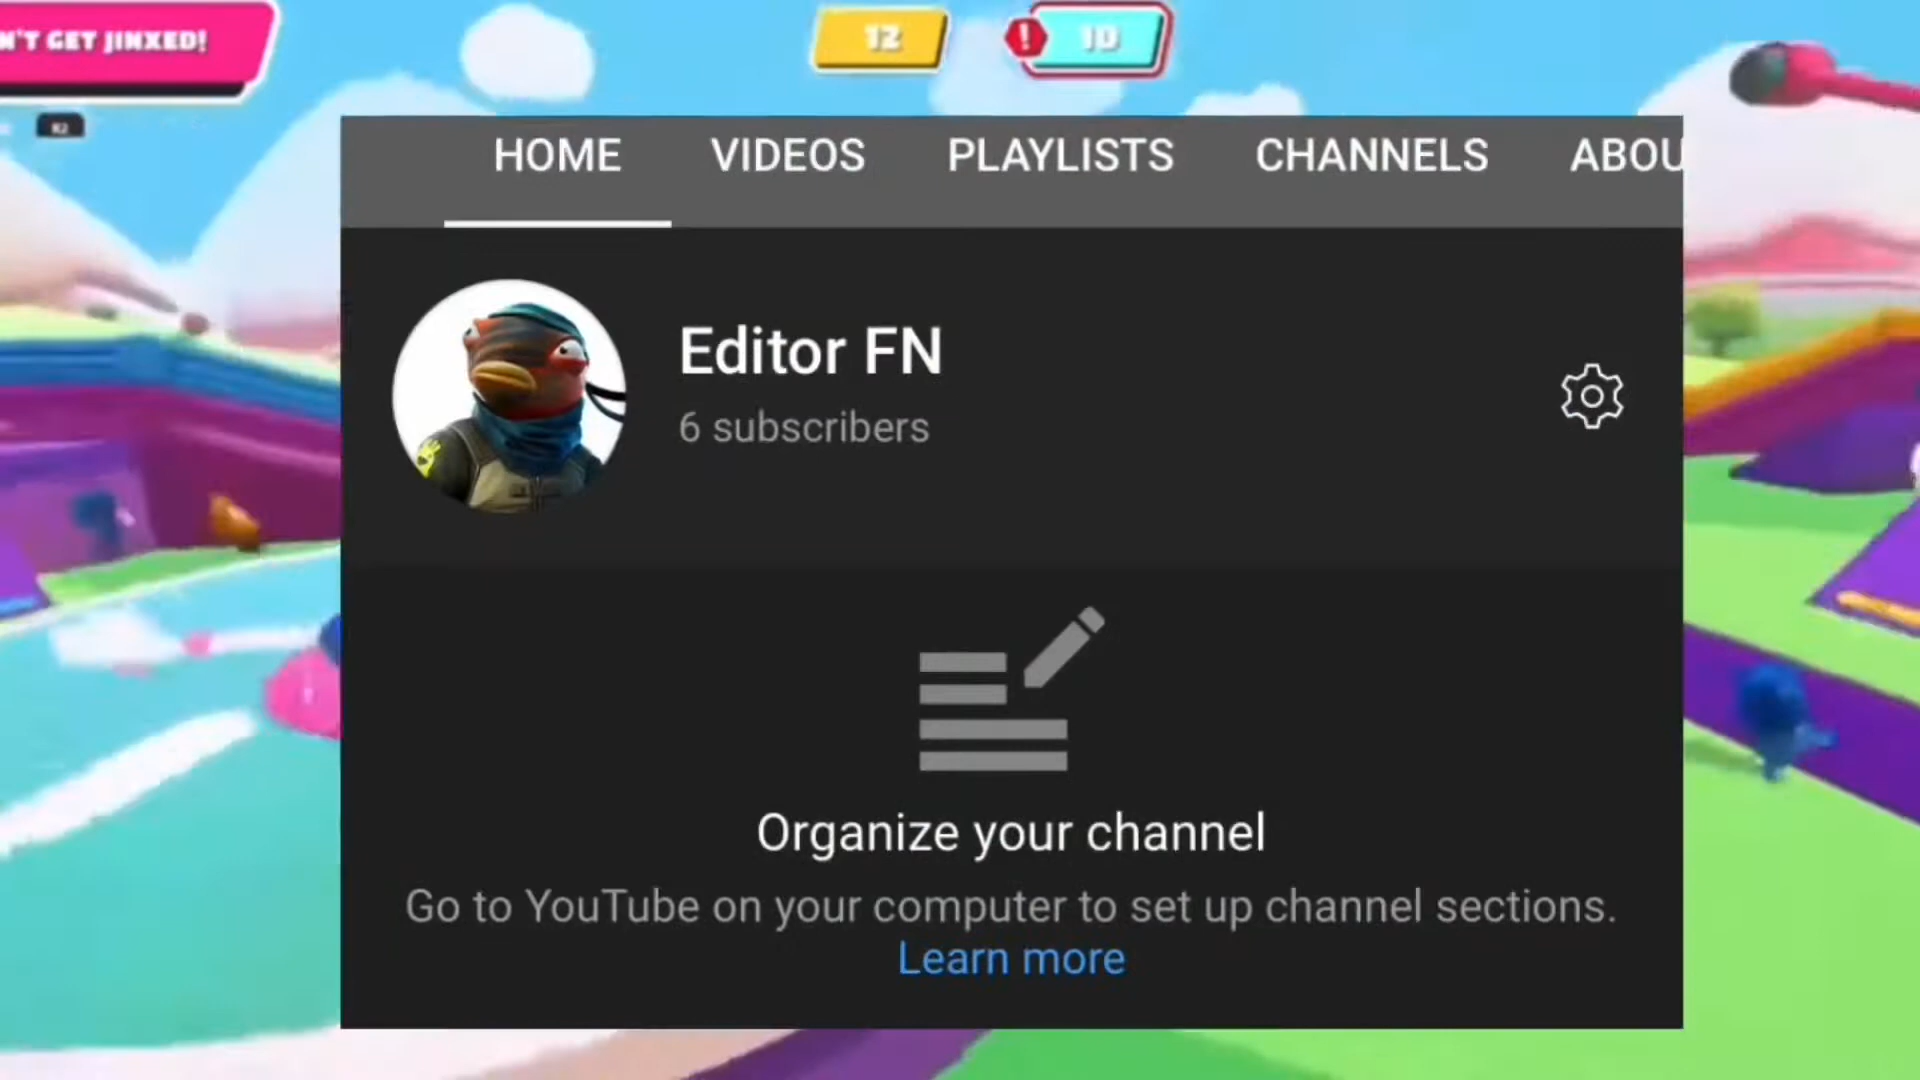 N'T GET JINXED!
12
! 10
HOME VIDEOS PLAYLISTS CHANNELS ABOU
Editor FN
6 subscribers
Organize your channel
Go to YouTube on your computer to set up channel sections.
Learn more